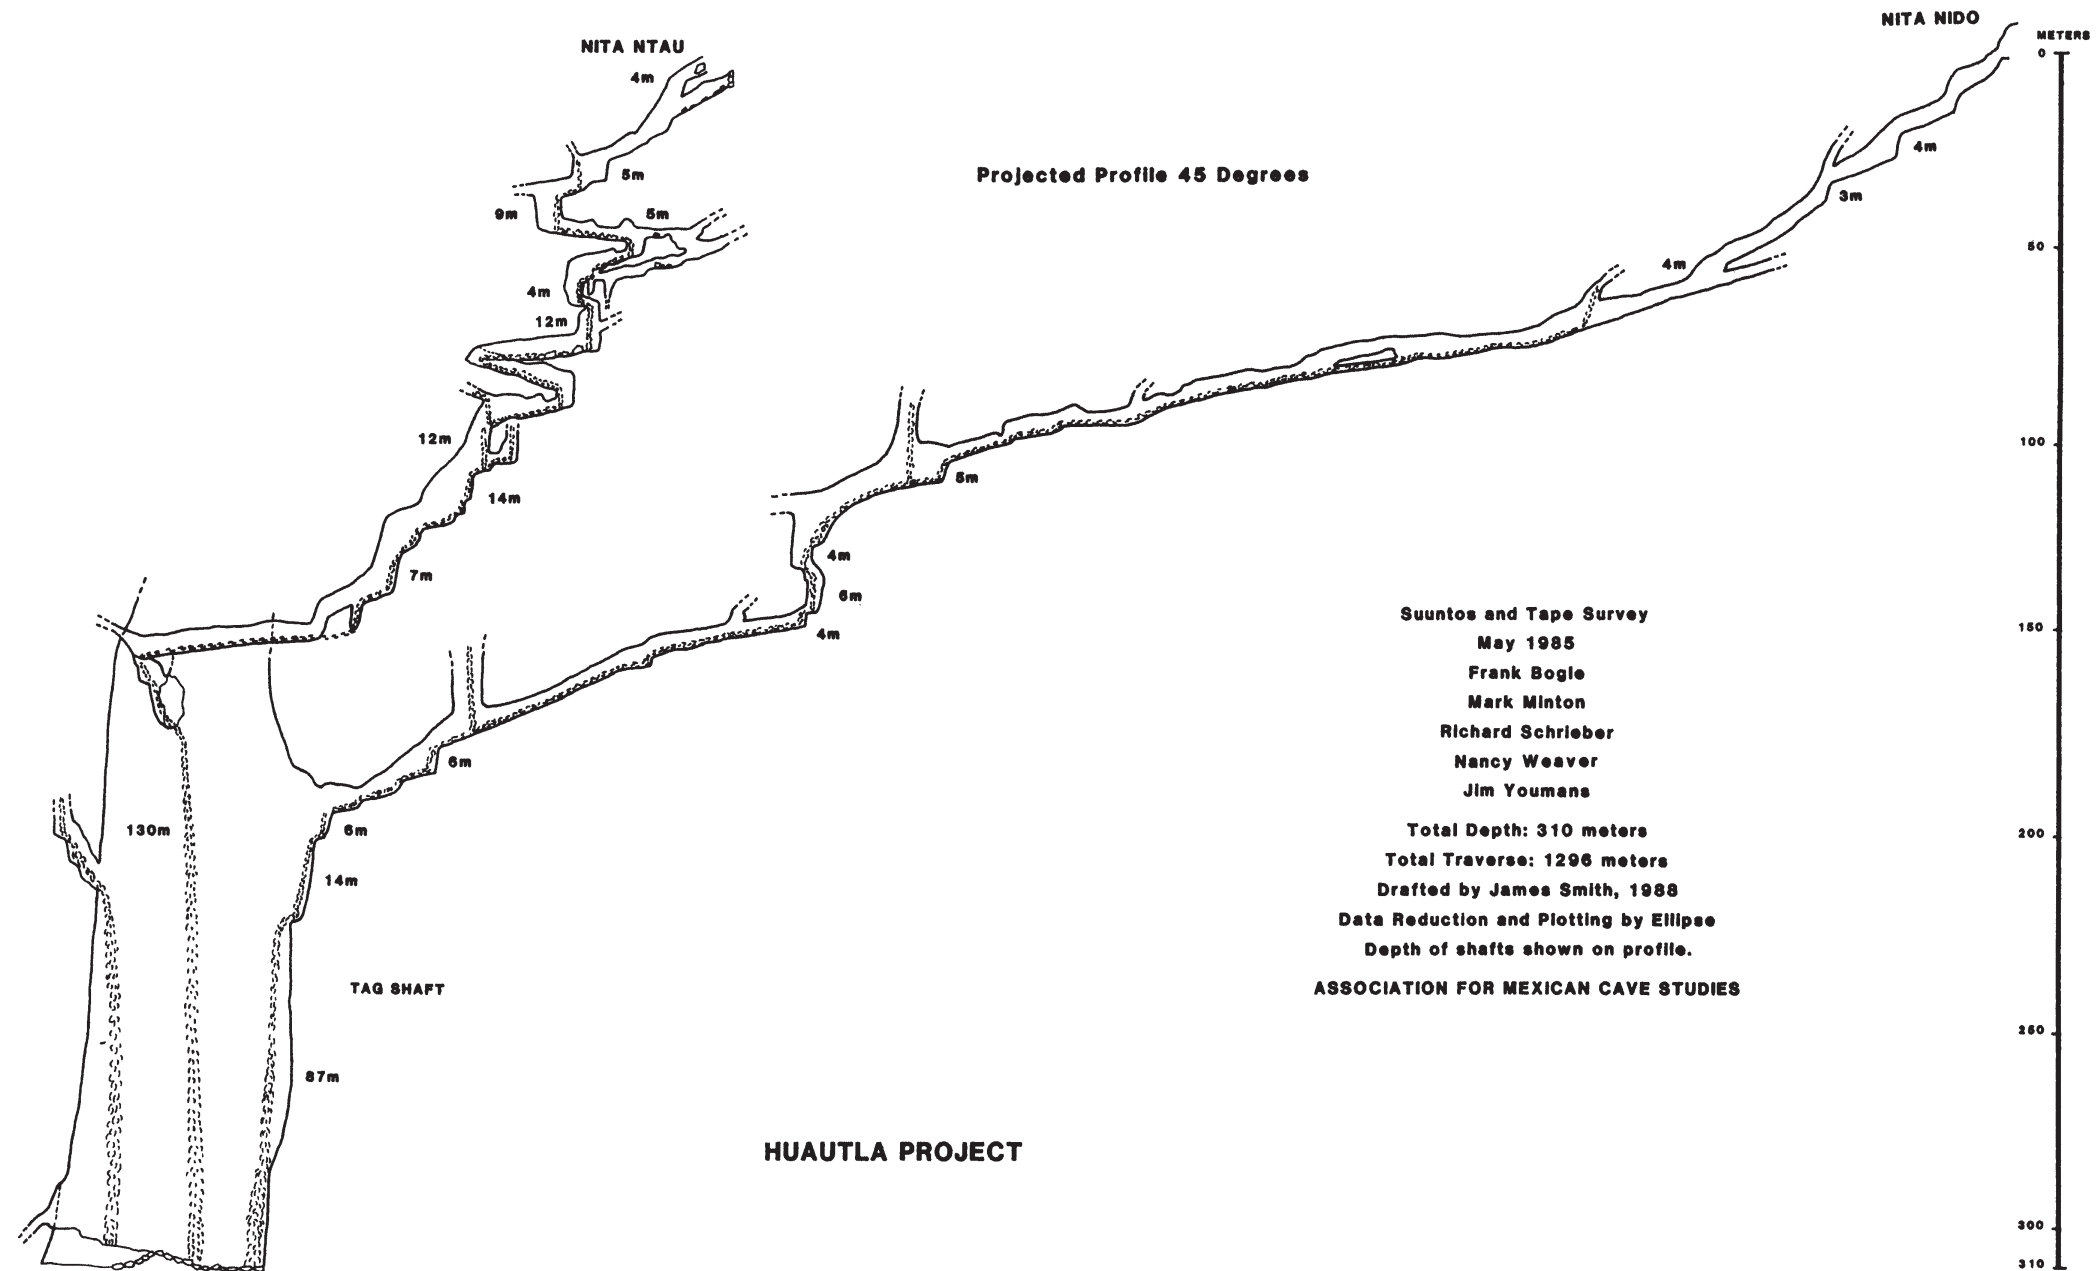 NITA NTAU
NITA NIDO
METERS
0
4m
4m
5m
Projected Profile 45 Degrees
3m
9m
5m
50
4m
4m
12m
12m
100
5m
14m
4m
7m
6m
4m
150
6m
130m
6m
200
14m
TAG SHAFT
250
87m
Suuntos and Tape Survey
May 1985
Frank Bogle
Mark Minton
Richard Schrieber
Nancy Weaver
Jim Youmans
Total Depth: 310 meters
Total Traverse: 1296 meters
Drafted by James Smith, 1988
Data Reduction and Plotting by Ellipse
Depth of shafts shown on profile.
ASSOCIATION FOR MEXICAN CAVE STUDIES
HUAUTLA PROJECT
300
310